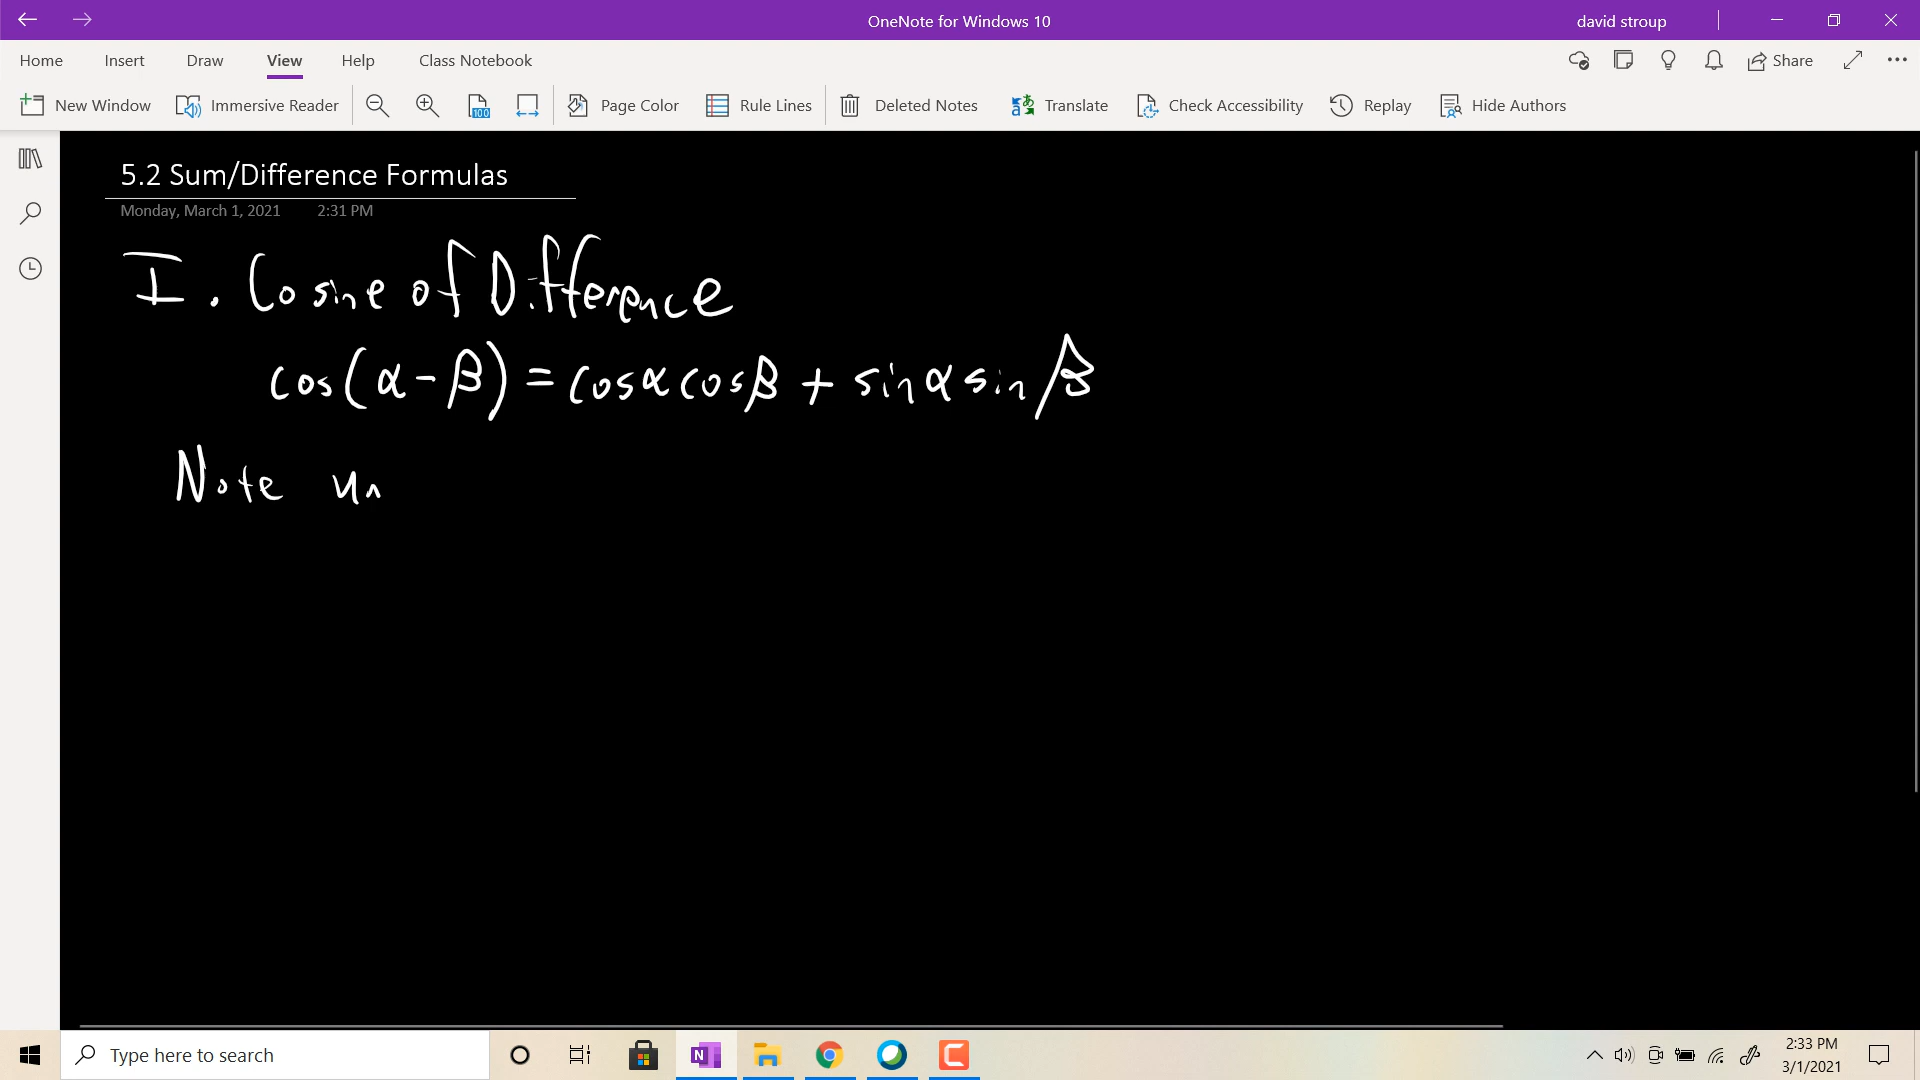 OneNote for Windows 10
david stroup
Home Insert Draw View Help Class Notebook
Share
New Window Immersive Reader 100 Page Color Rule Lines Deleted Notes Translate Check Accessibility Replay Hide Authors
5.2 Sum/Difference Formulas
Monday, March 1, 2021 2:31 PM
I. Cosine of Difference
cos(α-β) = cosα cosβ + sinα sin β
Note un
Type here to search
2:33 PM
3/1/2021